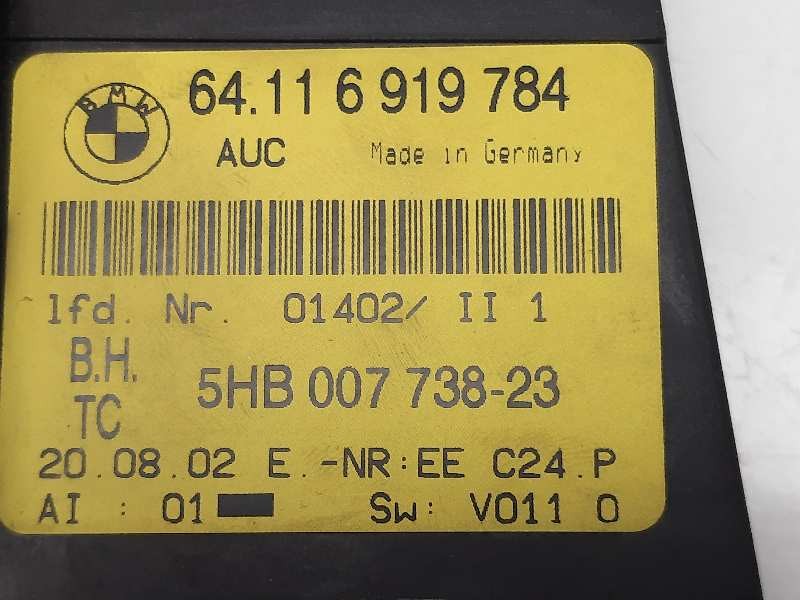 BMW
64.11 6 919 784
AUC Made in Germany
lfd. Nr. 01402/ II 1
B.H. 5HB 007 738-23
TC
20.08.02 E.-NR:EE C24.P
AI : 01 Sw: V011 0